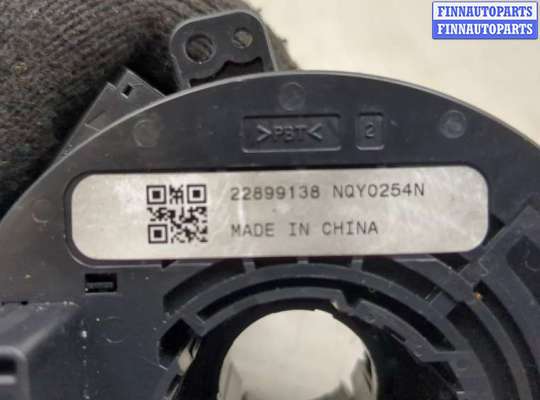 FINNAUTOPARTS
FINNAUTOPARTS
>PBT<
2
22899138 NQY0254N
MADE IN CHINA